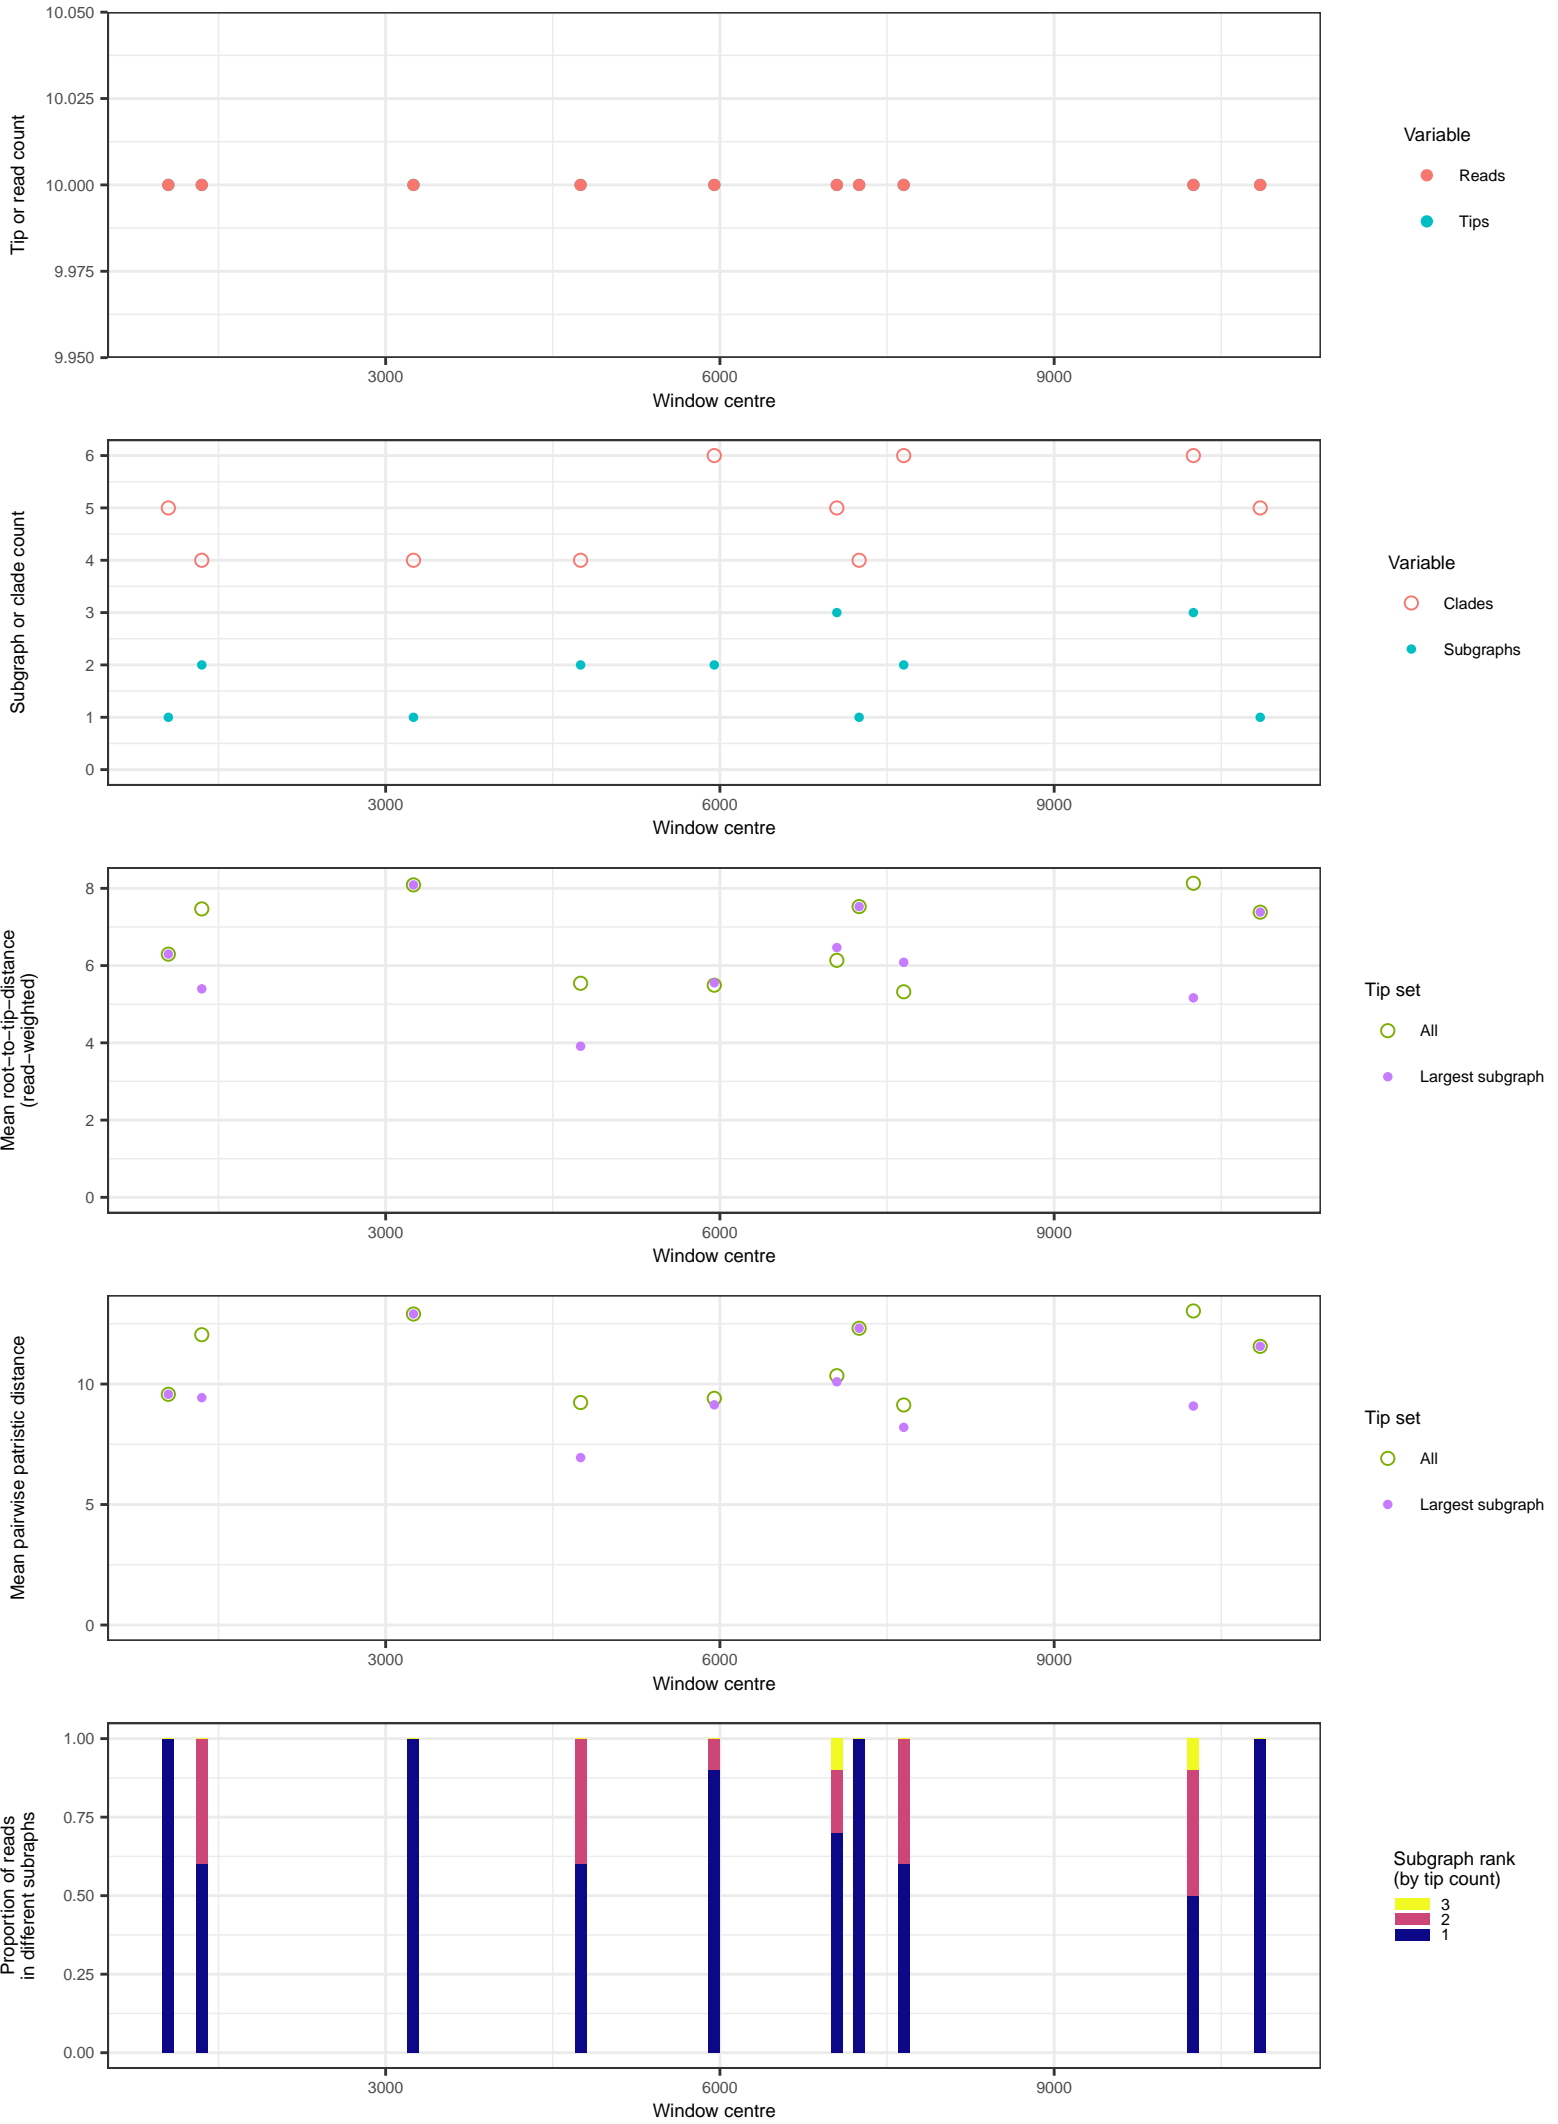 10.050
10.025
10.000
9.975
9.950
Tip or read count
3000 6000 9000
Window centre
Variable
Reads
Tips
6
5
4
3
2
1
0
Subgraph or clade count
3000 6000 9000
Window centre
Variable
Clades
Subgraphs
8
6
4
2
0
Mean root−to−tip−distance
(read−weighted)
3000 6000 9000
Window centre
Tip set
All
Largest subgraph
10
5
0
Mean pairwise patristic distance
3000 6000 9000
Window centre
Tip set
All
Largest subgraph
1.00
0.75
0.50
0.25
0.00
Proportion of reads
in different subraphs
3000 6000 9000
Window centre
Subgraph rank
(by tip count)
3
2
1